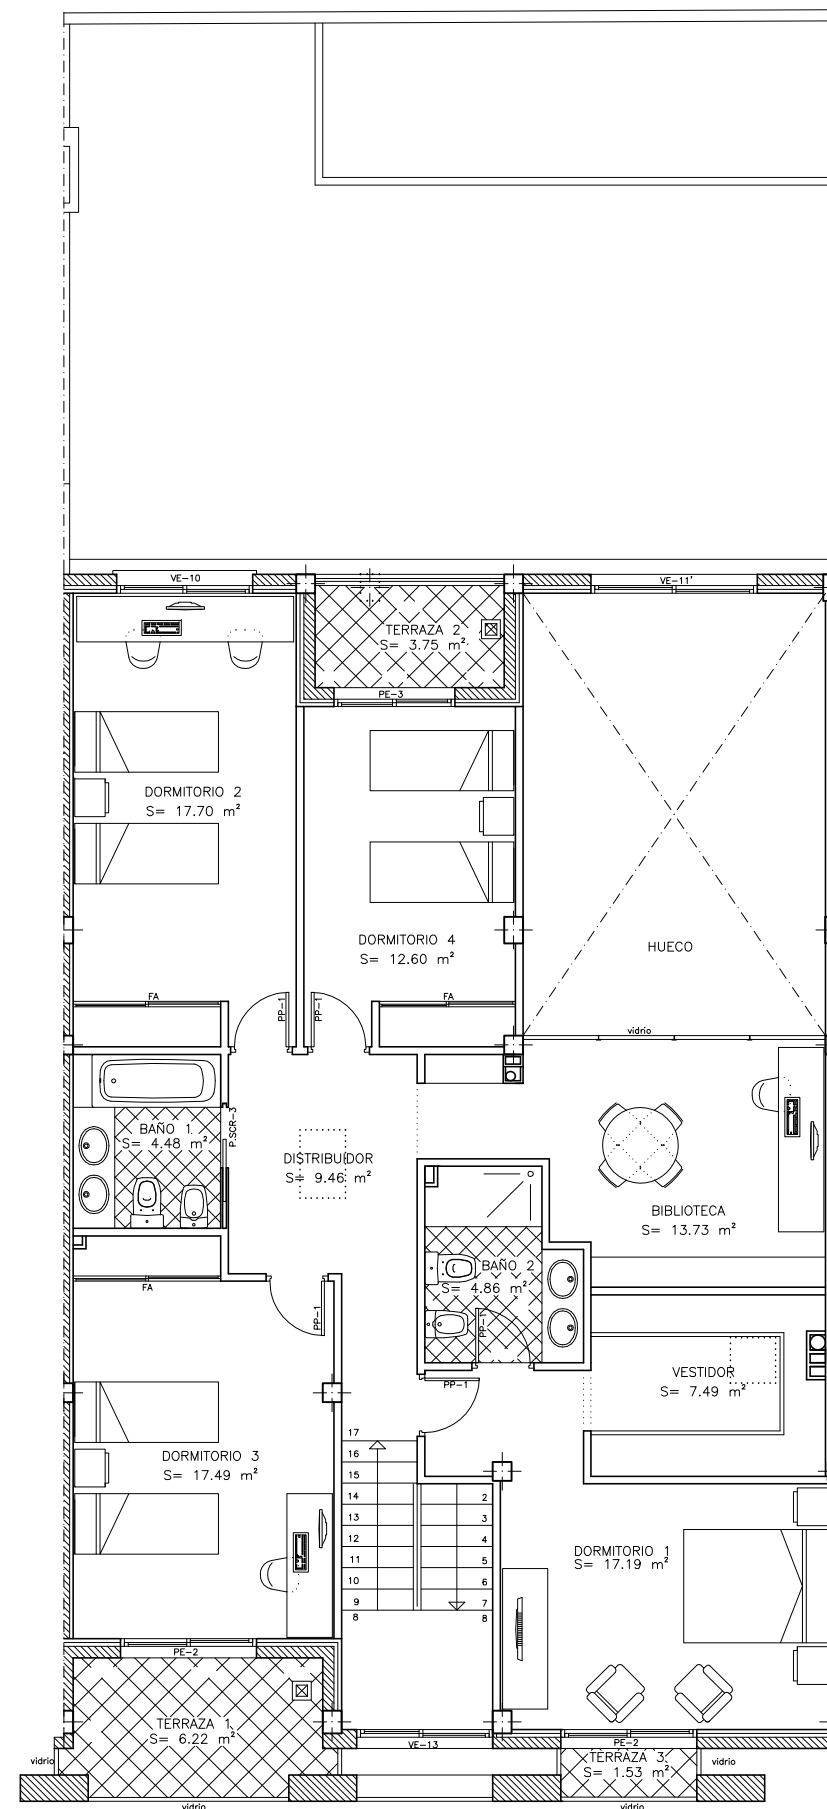 VE-10
VE-11'
TERRAZA 2
S= 3.75 m²
PE-3
DORMITORIO 2
S= 17.70 m²
DORMITORIO 4
S= 12.60 m²
HUECO
FA
FA
PP-1
PP-1
vidrio
BAÑO 1
S= 4.48 m²
P.SCR-3
DISTRIBUIDOR
S= 9.46 m²
BIBLIOTECA
S= 13.73 m²
BAÑO 2
S= 4.86 m²
FA
PP-1
PP-1
PP-1
VESTIDOR
S= 7.49 m²
DORMITORIO 3
S= 17.49 m²
17
16
15
14
13
12
11
10
9
8
2
3
4
5
6
7
8
DORMITORIO 1
S= 17.19 m²
PE-2
TERRAZA 1
S= 6.22 m²
VE-13
PE-2
TERRAZA 3
S= 1.53 m²
vidrio
vidrio
vidrio
vidrio